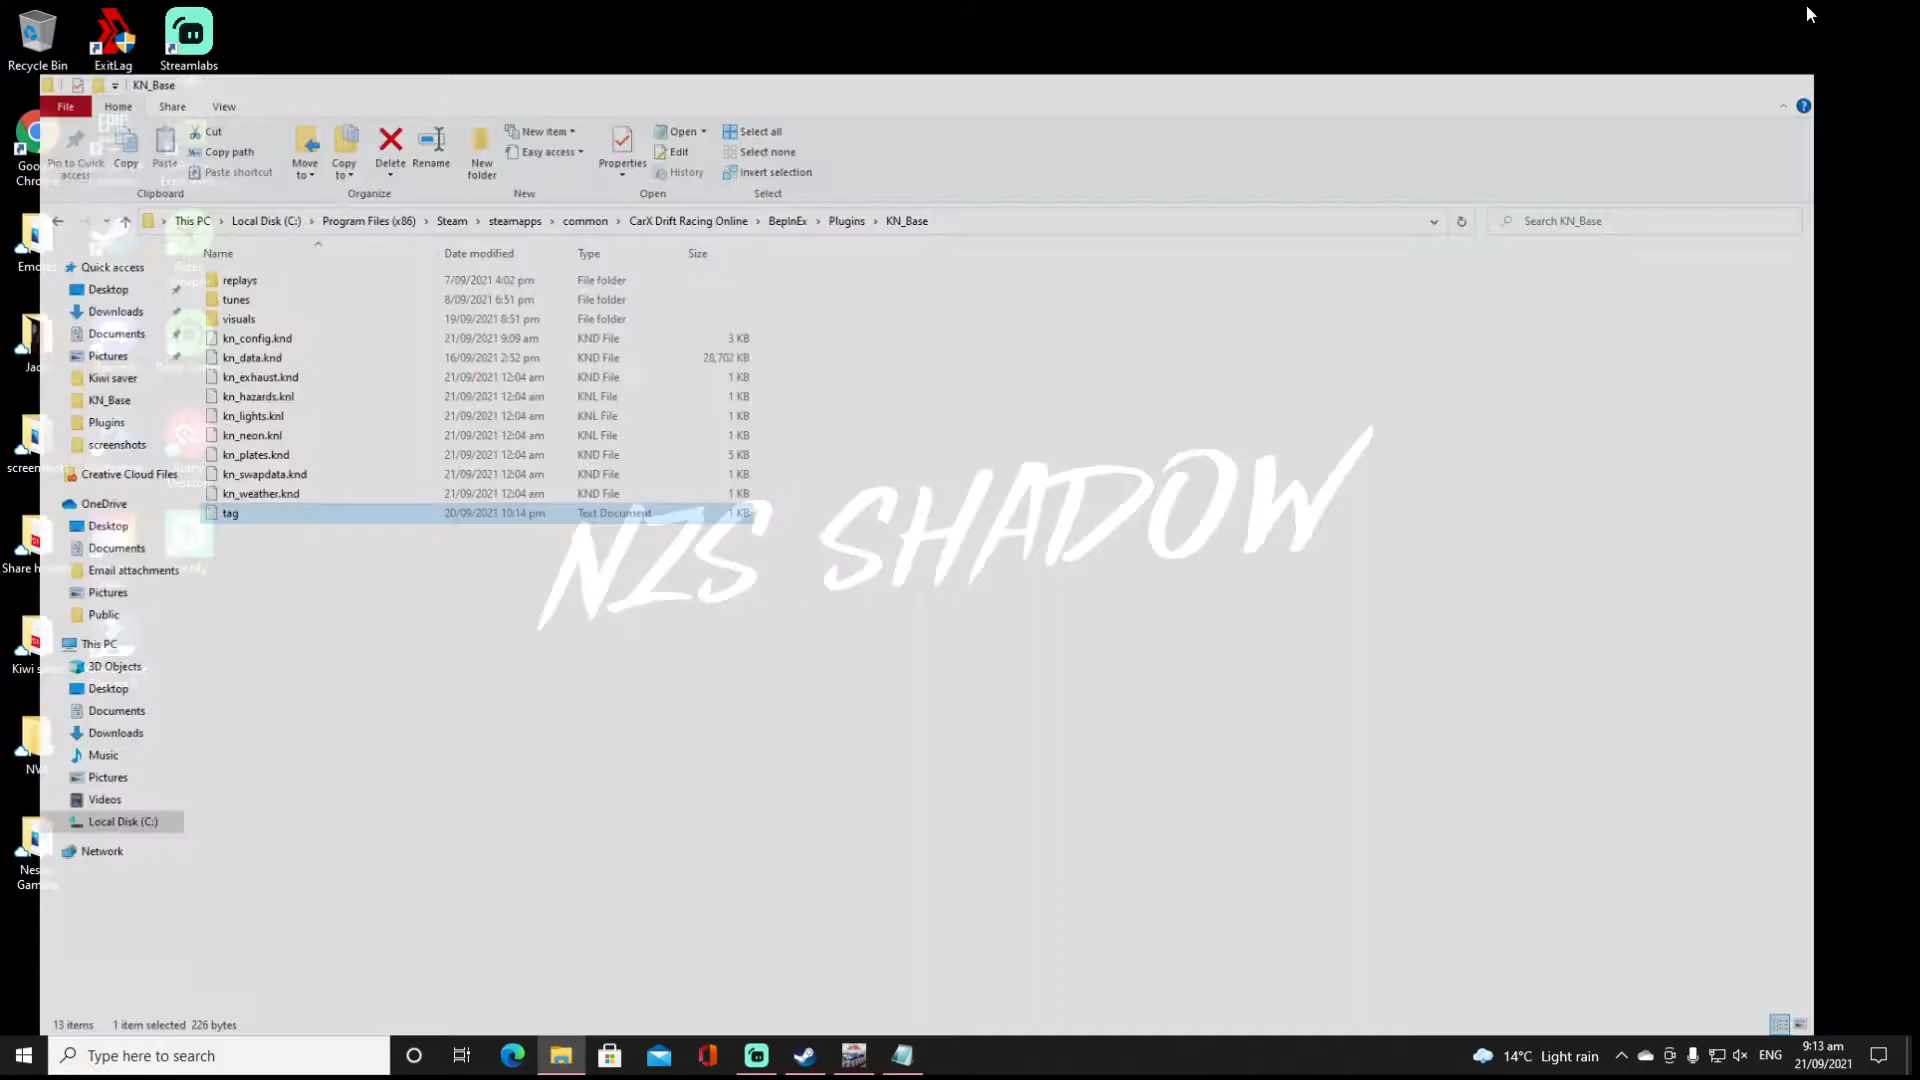 Recycle Bin
ExitLag
Streamlabs
KN_Base
File
Home
Share
View
Pin to Quick access
Copy
Paste
Cut
Copy path
Paste shortcut
Clipboard
Move to
Copy to
Delete
Rename
Organize
New folder
New item
Easy access
New
Properties
Open
Edit
History
Open
Select all
Select none
Invert selection
Select
This PC > Local Disk (C:) > Program Files (x86) > Steam > steamapps > common > CarX Drift Racing Online > BepInEx > Plugins > KN_Base
Search KN_Base
Name Date modified Type Size
replays 7/09/2021 4:02 pm File folder
tunes 8/09/2021 6:51 pm File folder
visuals 19/09/2021 8:51 pm File folder
kn_config.knd 21/09/2021 9:09 am KND File 3 KB
kn_data.knd 16/09/2021 2:52 pm KND File 28,702 KB
kn_exhaust.knd 21/09/2021 12:04 am KND File 1 KB
kn_hazards.knl 21/09/2021 12:04 am KNL File 1 KB
kn_lights.knl 21/09/2021 12:04 am KNL File 1 KB
kn_neon.knl 21/09/2021 12:04 am KNL File 1 KB
kn_plates.knd 21/09/2021 12:04 am KND File 5 KB
kn_swapdata.knd 21/09/2021 12:04 am KND File 1 KB
kn_weather.knd 21/09/2021 12:04 am KND File 1 KB
tag 20/09/2021 10:14 pm Text Document 1 KB
Quick access
Desktop
Downloads
Documents
Pictures
Kiwi saver
KN_Base
Plugins
screenshots
Creative Cloud Files
OneDrive
Desktop
Documents
Email attachments
Pictures
Public
This PC
3D Objects
Desktop
Documents
Downloads
Music
Pictures
Videos
Local Disk (C:)
Network
Goo
Chro
Emo
Jac
screen
Share h
Kiwi s
NV
Nes
Gam
NZS SHADOW
13 items 1 item selected 226 bytes
Type here to search
14°C Light rain
ENG
9:13 am
21/09/2021